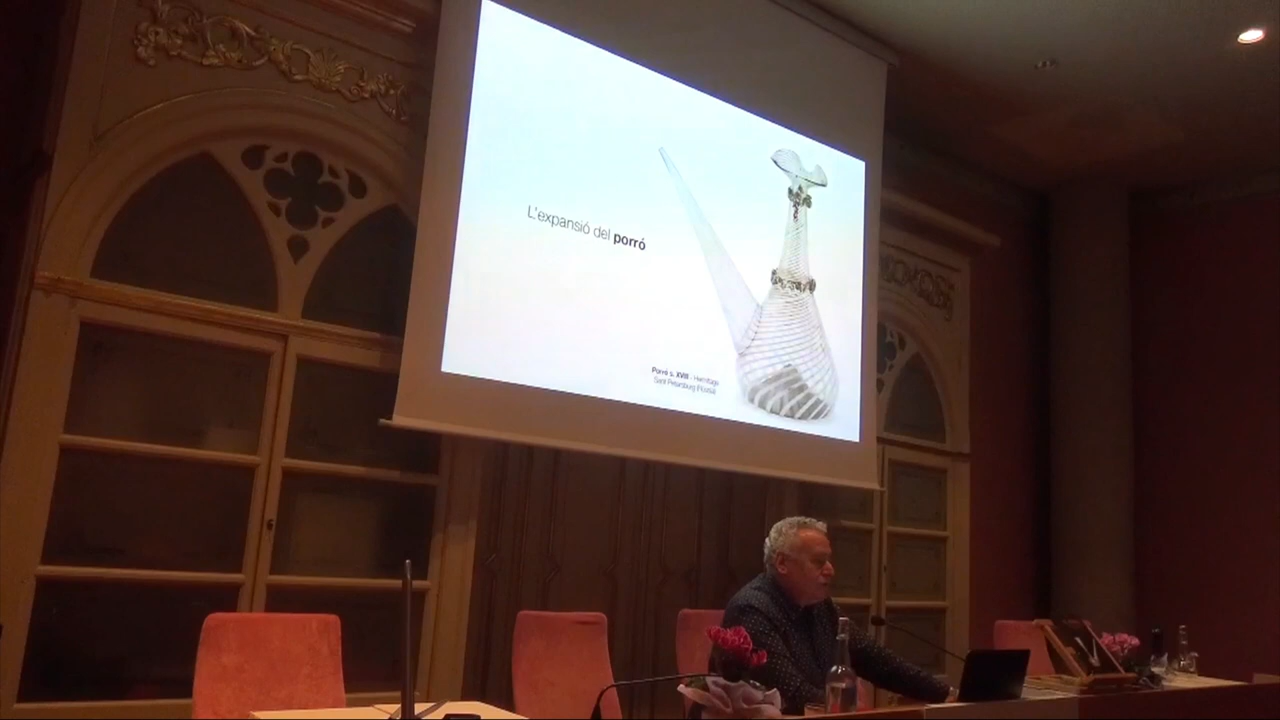 L'expansió del porró
Porró s. XVIII - Hermitage
Sant Petersburg (Rússia)